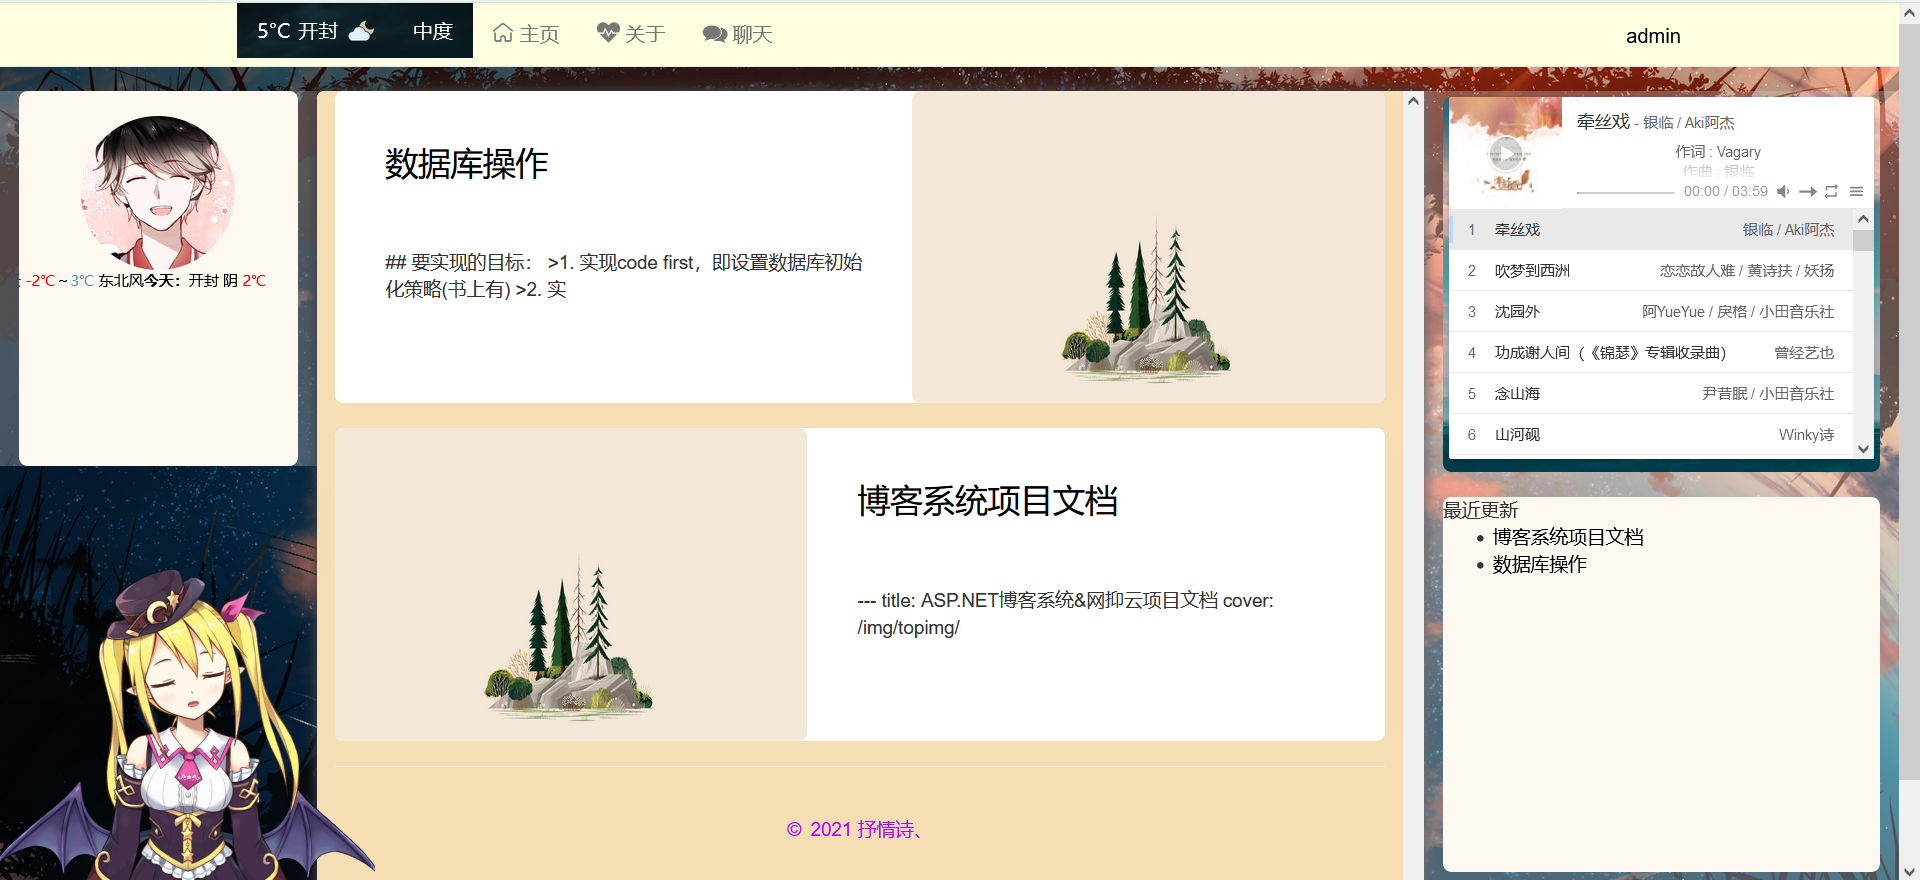 5°C 开封 中度 主页 关于 聊天 admin
-2℃ ~ 3℃ 东北风今天：开封 阴 2℃
数据库操作
## 要实现的目标： >1. 实现code first，即设置数据库初始
化策略(书上有) >2. 实
博客系统项目文档
--- title: ASP.NET博客系统&网抑云项目文档 cover:
/img/topimg/
© 2021 抒情诗、
牵丝戏 - 银临 / Aki阿杰
作词 : Vagary
作曲 : 银临
00:00 / 03:59
1 牵丝戏 银临 / Aki阿杰
2 吹梦到西洲 恋恋故人难 / 黄诗扶 / 妖扬
3 沈园外 阿YueYue / 戾格 / 小田音乐社
4 功成谢人间（《锦瑟》专辑收录曲） 曾经艺也
5 念山海 尹昔眠 / 小田音乐社
6 山河砚 Winky诗
最近更新
博客系统项目文档
数据库操作